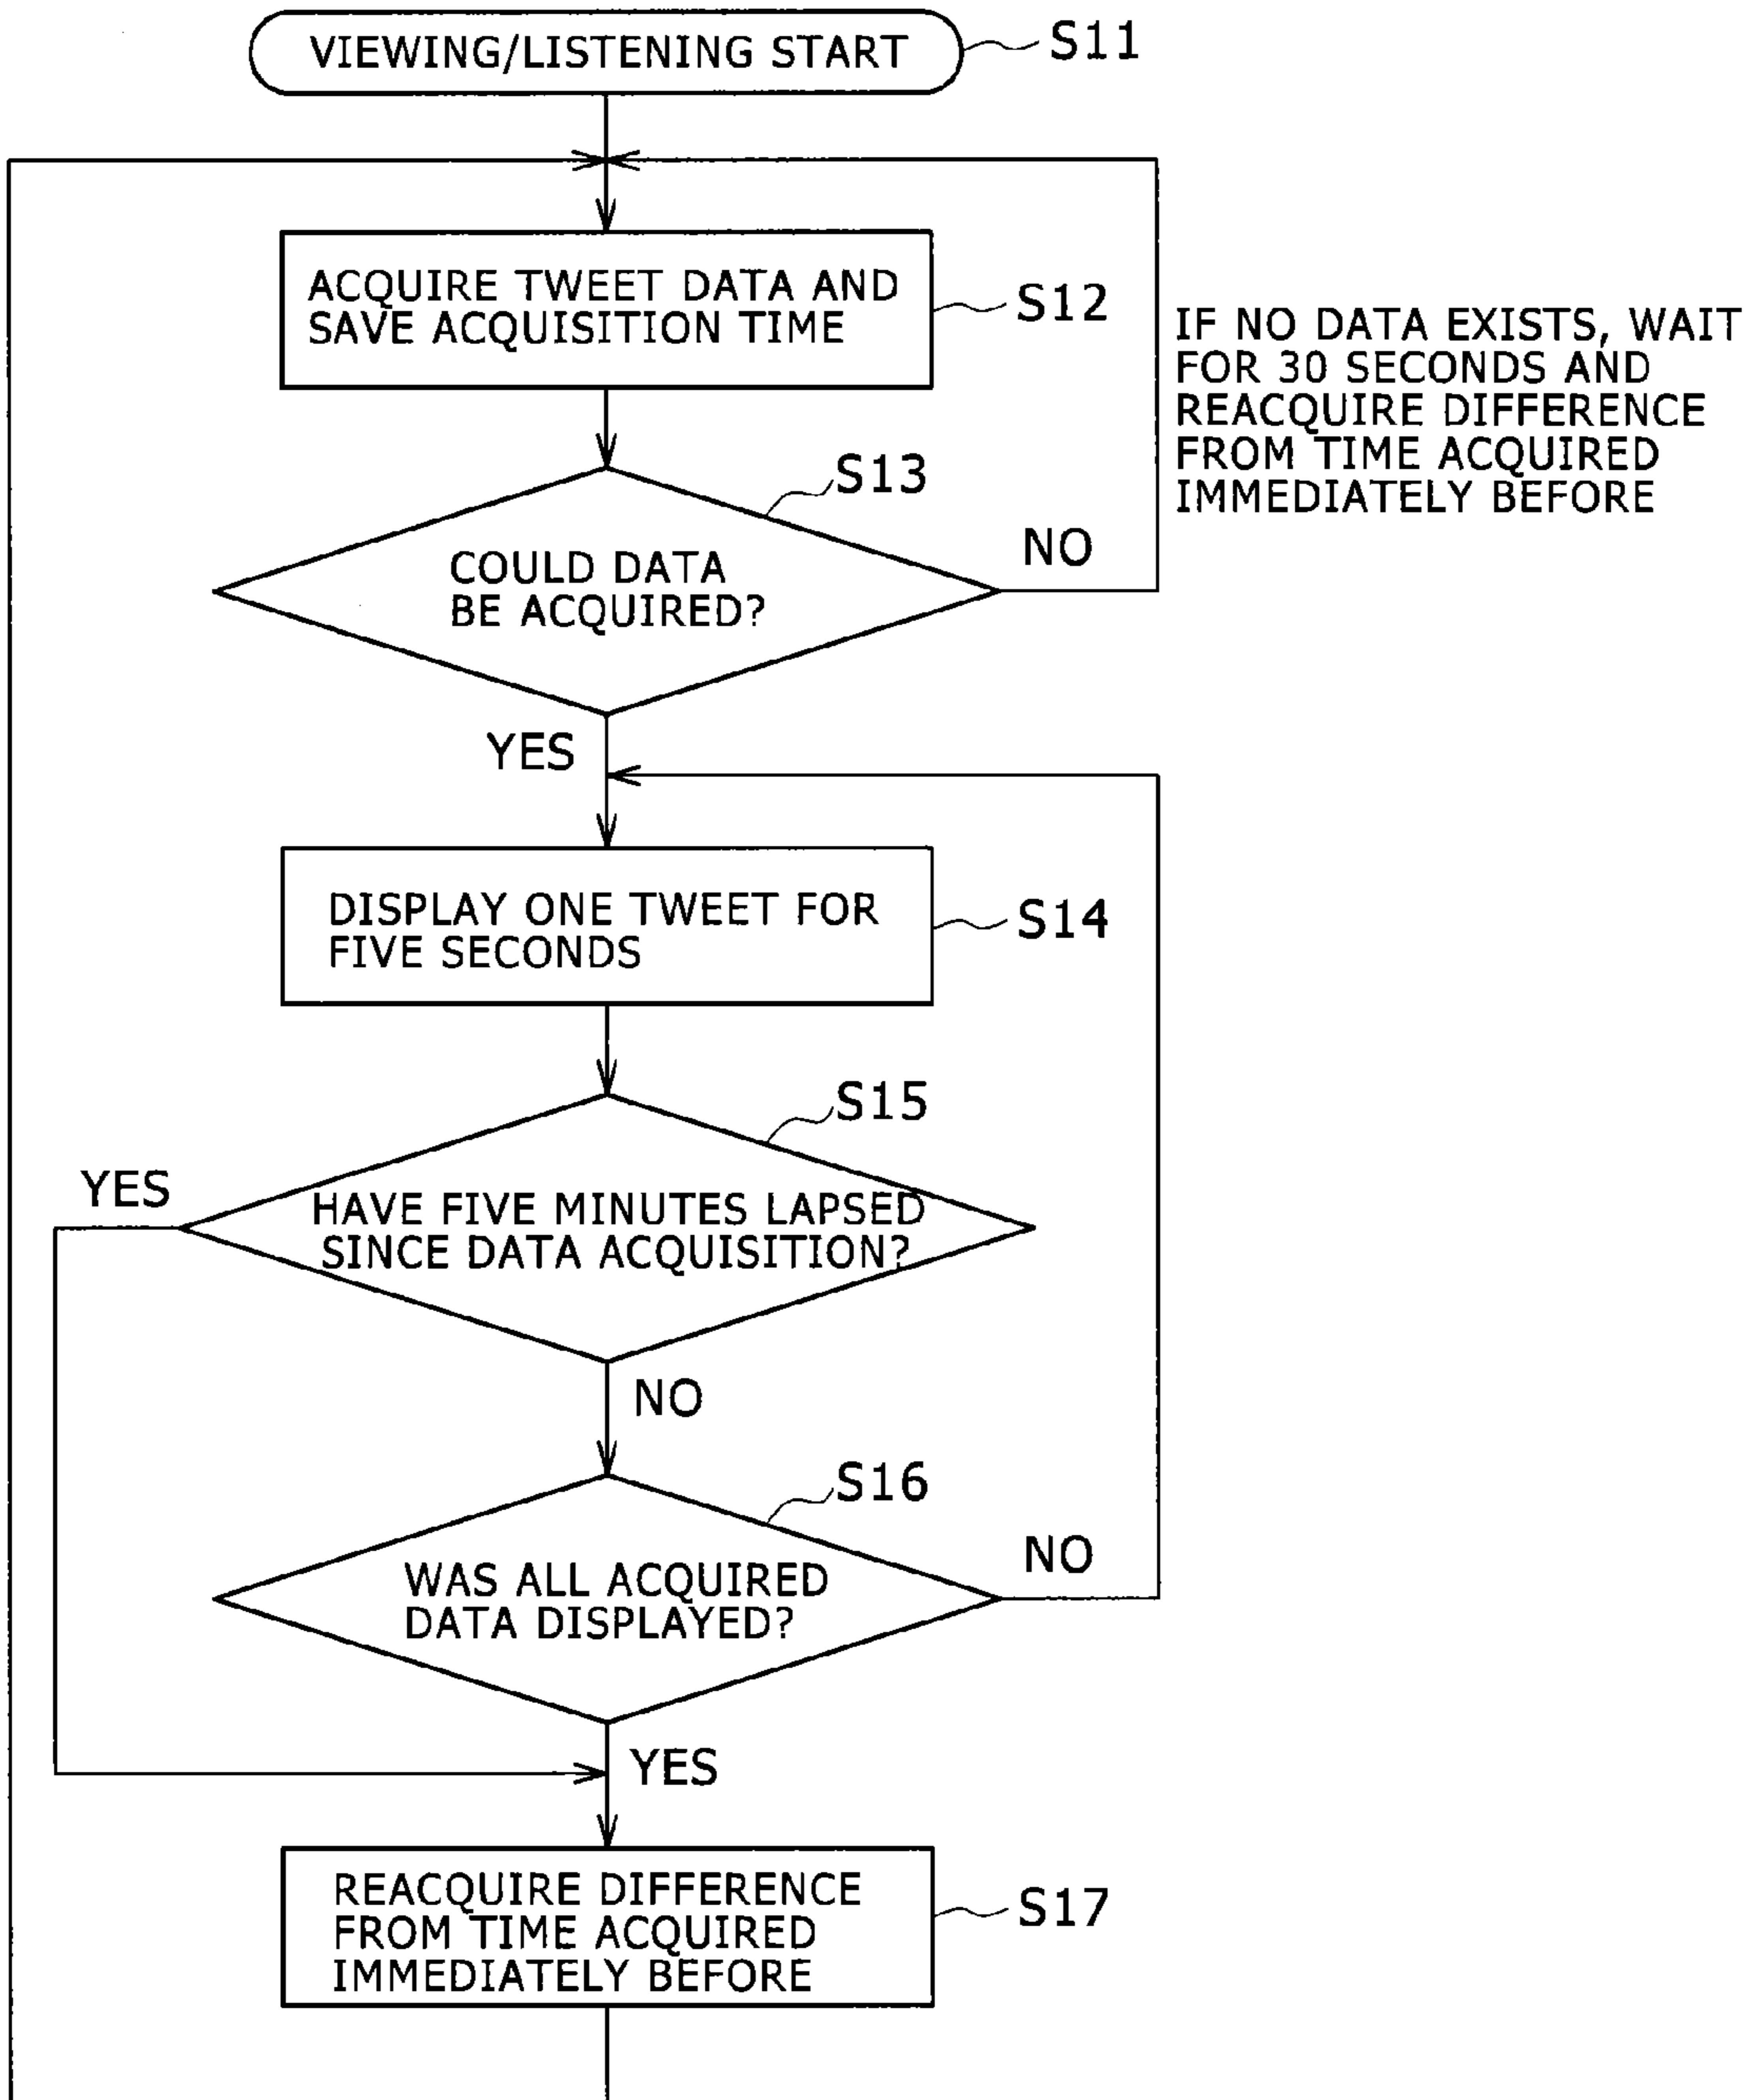 VIEWING/LISTENING START
S11
ACQUIRE TWEET DATA AND
SAVE ACQUISITION TIME
S12
IF NO DATA EXISTS, WAIT
FOR 30 SECONDS AND
REACQUIRE DIFFERENCE
FROM TIME ACQUIRED
IMMEDIATELY BEFORE
S13
COULD DATA
BE ACQUIRED?
NO
YES
DISPLAY ONE TWEET FOR
FIVE SECONDS
S14
S15
YES
HAVE FIVE MINUTES LAPSED
SINCE DATA ACQUISITION?
NO
S16
WAS ALL ACQUIRED
DATA DISPLAYED?
NO
YES
REACQUIRE DIFFERENCE
FROM TIME ACQUIRED
IMMEDIATELY BEFORE
S17